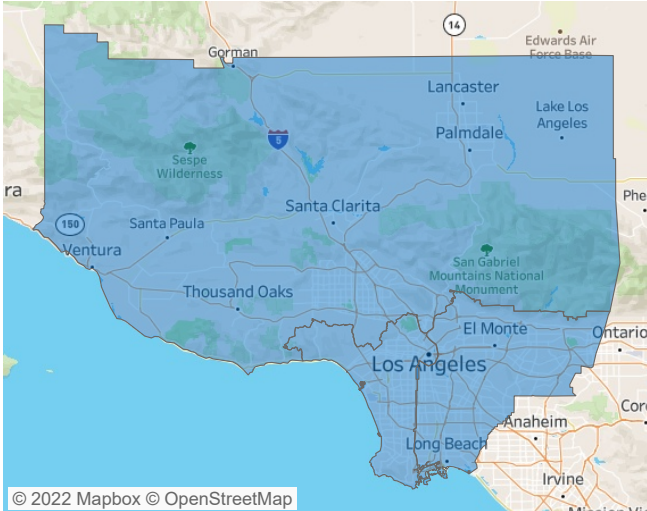 14
Edwards Air
Force Base
Gorman
Lancaster
Lake Los
Angeles
5
Palmdale
Sespe
Wilderness
ra
Phe
Santa Clarita
150
Santa Paula
Ventura
San Gabriel
Mountains National
Monument
Thousand Oaks
El Monte
Ontario
Los Angeles
Cor
Anaheim
Long Beach
Irvine
© 2022 Mapbox © OpenStreetMap